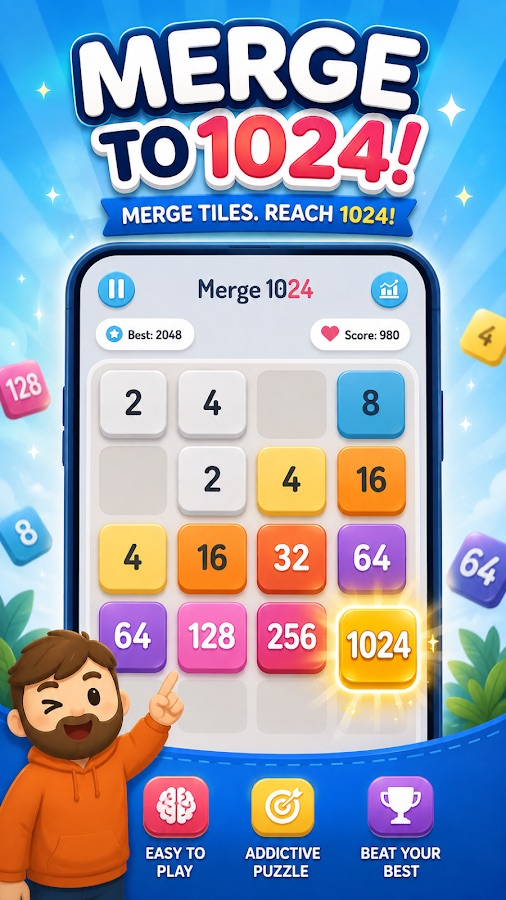 MERGE
TO 1024!
MERGE TILES. REACH 1024!
Merge 1024
Best: 2048
Score: 980
2 4 8
2 4 16
4 16 32 64
64 128 256 1024
128
8
4
64
EASY TO
PLAY
ADDICTIVE
PUZZLE
BEAT YOUR
BEST